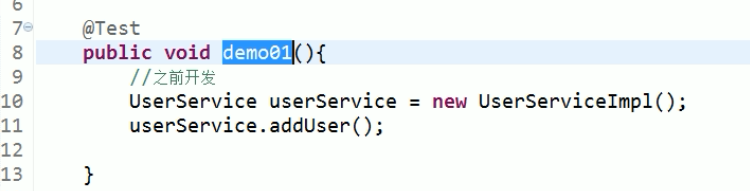 6
7 @Test
8 public void demo01(){
9 //之前开发
10 UserService userService = new UserServiceImpl();
11 userService.addUser();
12
13 }